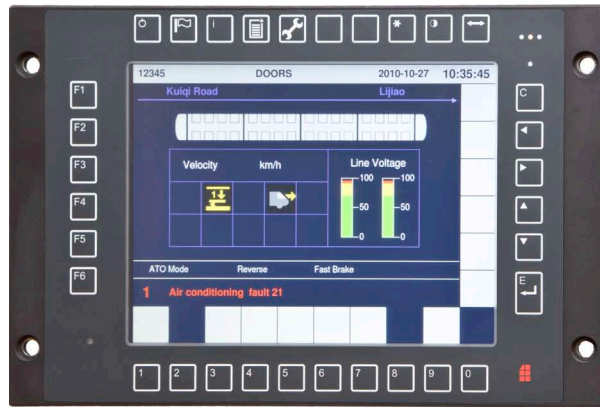 i
*
F1
F2
F3
F4
F5
F6
12345 DOORS 2010-10-27 10:35:45
Kuiqi Road Lijiao
Velocity km/h Line Voltage
100 100
1
50 50
0 0
ATO Mode Reverse Fast Brake
1 Air conditioning fault 21
C
E
1 2 3 4 5 6 7 8 9 0